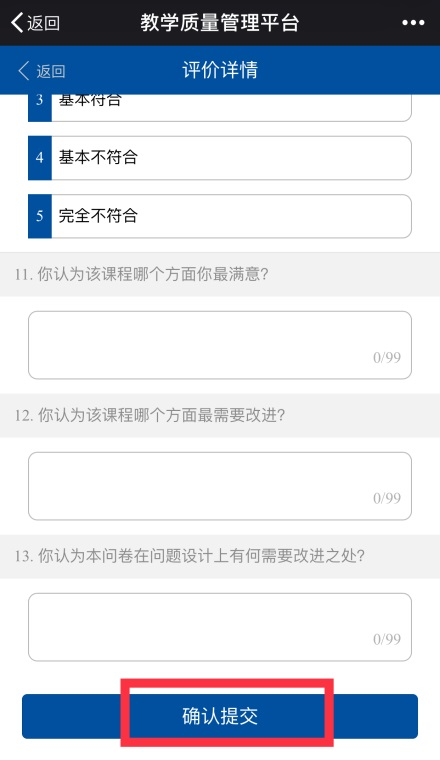 返回 教学质量管理平台
返回 评价详情
3 基本符合
4 基本不符合
5 完全不符合
11. 你认为该课程哪个方面你最满意?
0/99
12. 你认为该课程哪个方面最需要改进?
0/99
13. 你认为本问卷在问题设计上有何需要改进之处?
0/99
确认提交